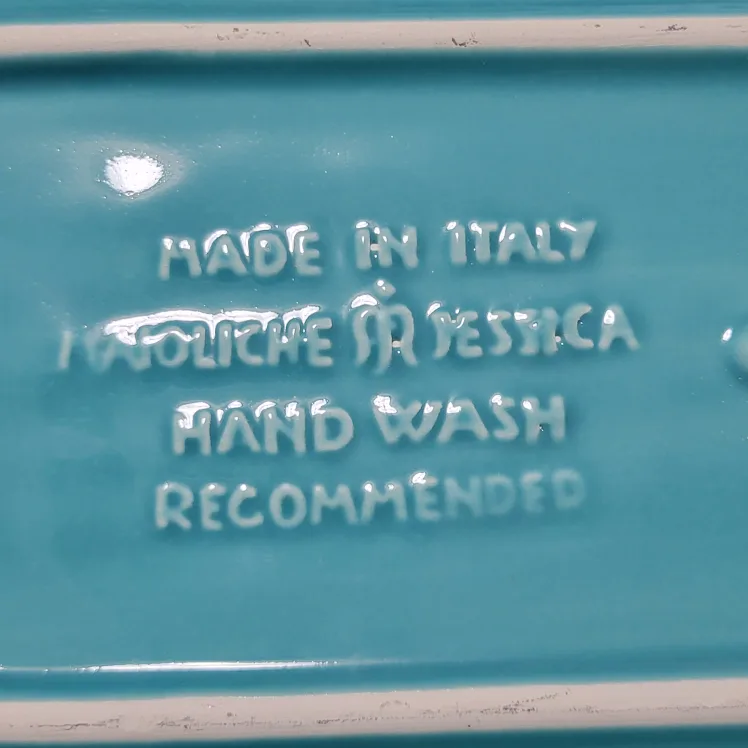 MADE IN ITALY
MAIOLICHE JESSICA
HAND WASH
RECOMMENDED